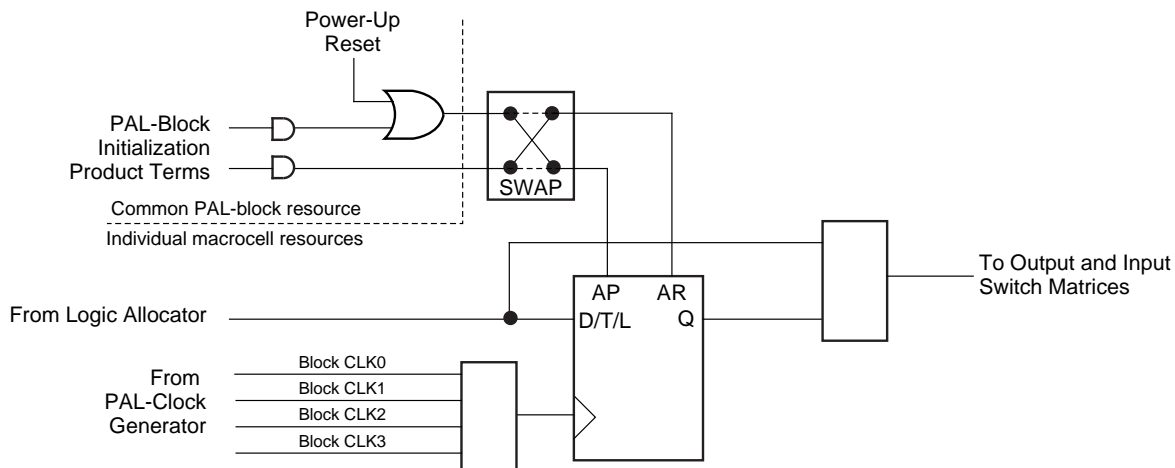 Power-Up
Reset
PAL-Block
Initialization
Product Terms
SWAP
Common PAL-block resource
Individual macrocell resources
To Output and Input
Switch Matrices
AP AR
From Logic Allocator
D/T/L Q
Block CLK0
From
PAL-Clock
Generator
Block CLK1
Block CLK2
Block CLK3